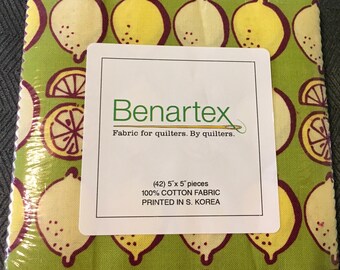 Benartex
Fabric for quilters. By quilters.
(42) 5"x 5" pieces
100% COTTON FABRIC
PRINTED IN S. KOREA